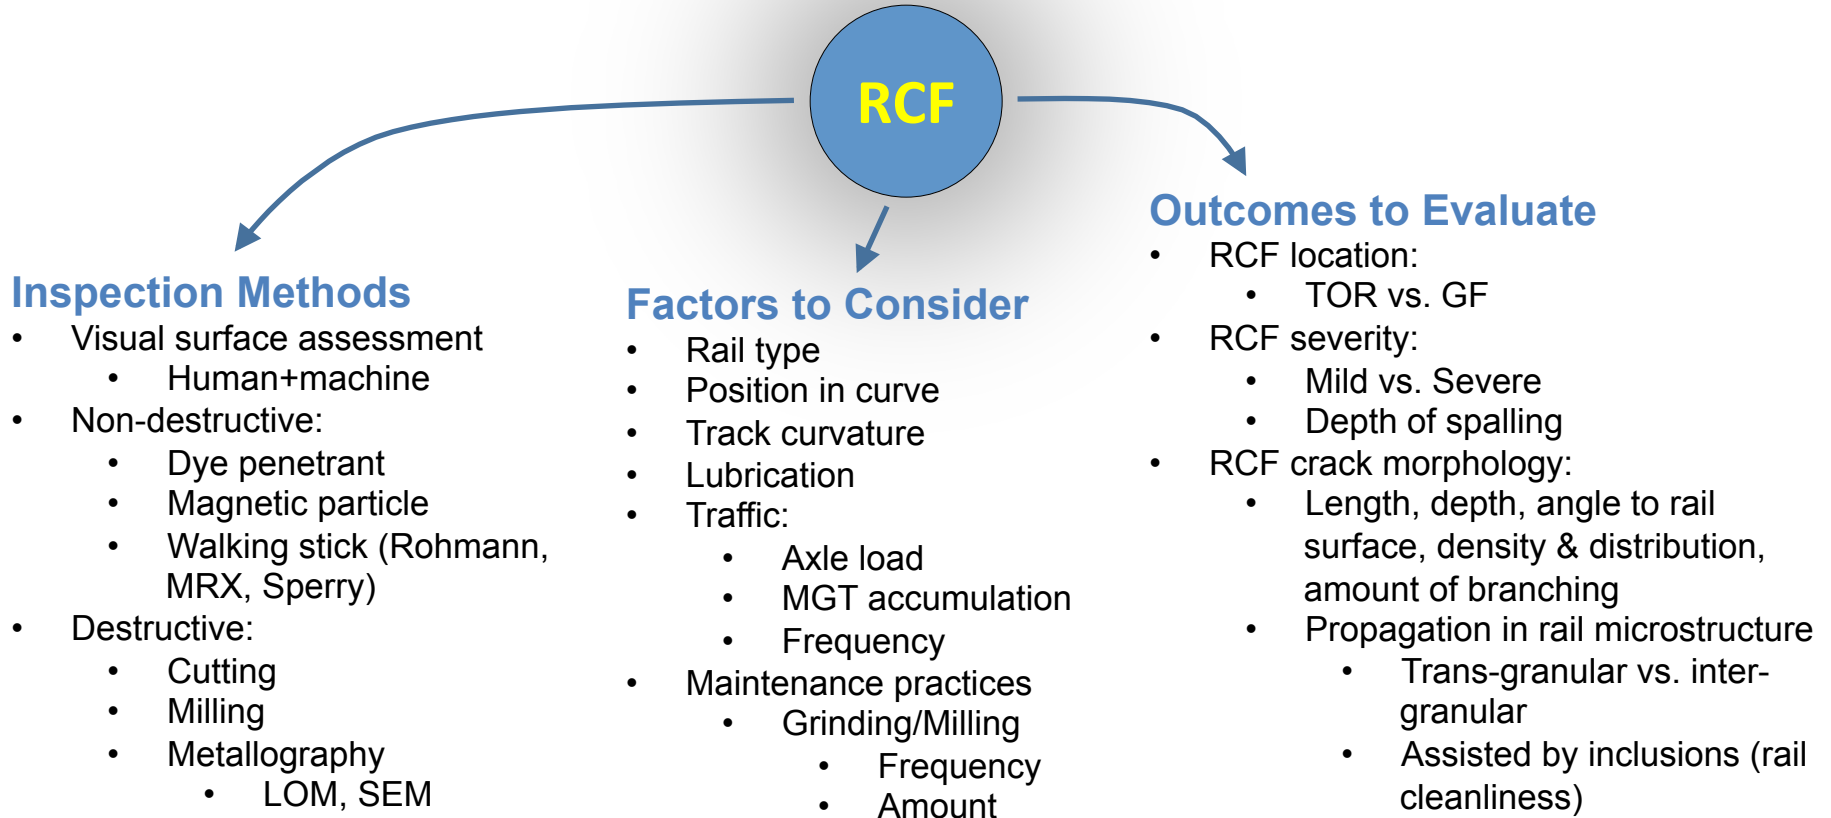 RCF
Inspection Methods
• Visual surface assessment
• Human+machine
• Non-destructive:
• Dye penetrant
• Magnetic particle
• Walking stick (Rohmann,
MRX, Sperry)
• Destructive:
• Cutting
• Milling
• Metallography
• LOM, SEM
Factors to Consider
• Rail type
• Position in curve
• Track curvature
• Lubrication
• Traffic:
• Axle load
• MGT accumulation
• Frequency
• Maintenance practices
• Grinding/Milling
• Frequency
• Amount
Outcomes to Evaluate
• RCF location:
• TOR vs. GF
• RCF severity:
• Mild vs. Severe
• Depth of spalling
• RCF crack morphology:
• Length, depth, angle to rail
surface, density & distribution,
amount of branching
• Propagation in rail microstructure
• Trans-granular vs. inter-
granular
• Assisted by inclusions (rail
cleanliness)